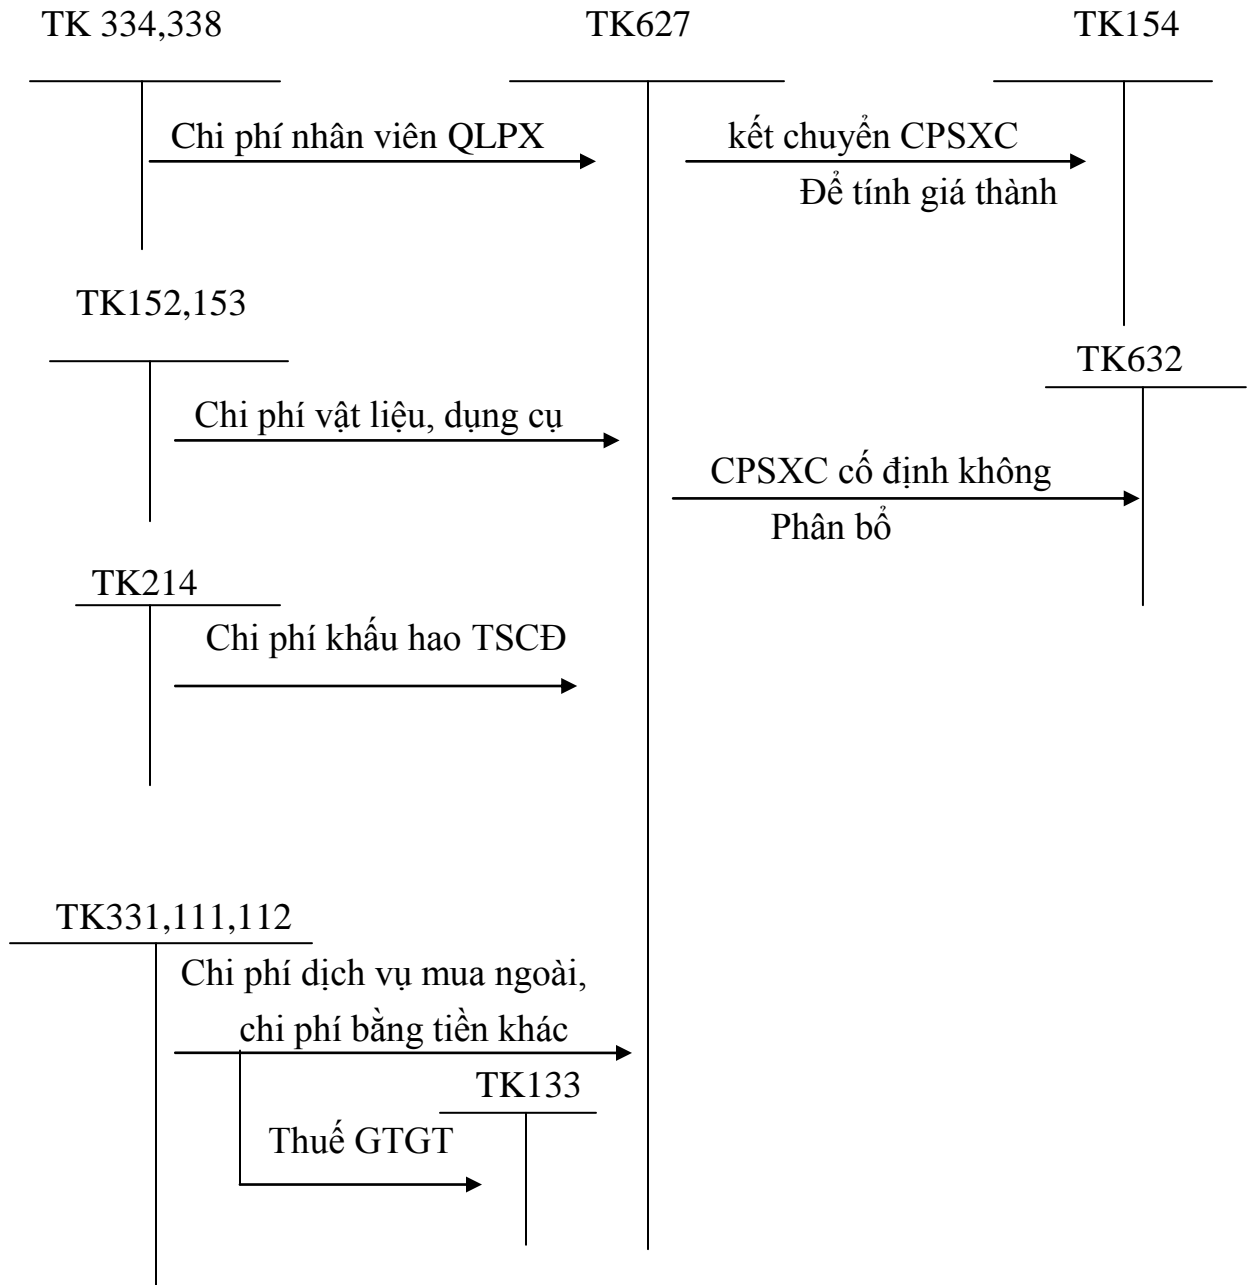 TK 334,338
TK627
TK154
Chi phí nhân viên QLPX
kết chuyển CPSXC
Để tính giá thành
TK152,153
TK632
Chi phí vật liệu, dụng cụ
CPSXC cố định không
Phân bổ
TK214
Chi phí khấu hao TSCĐ
TK331,111,112
Chi phí dịch vụ mua ngoài,
chi phí bằng tiền khác
TK133
Thuế GTGT